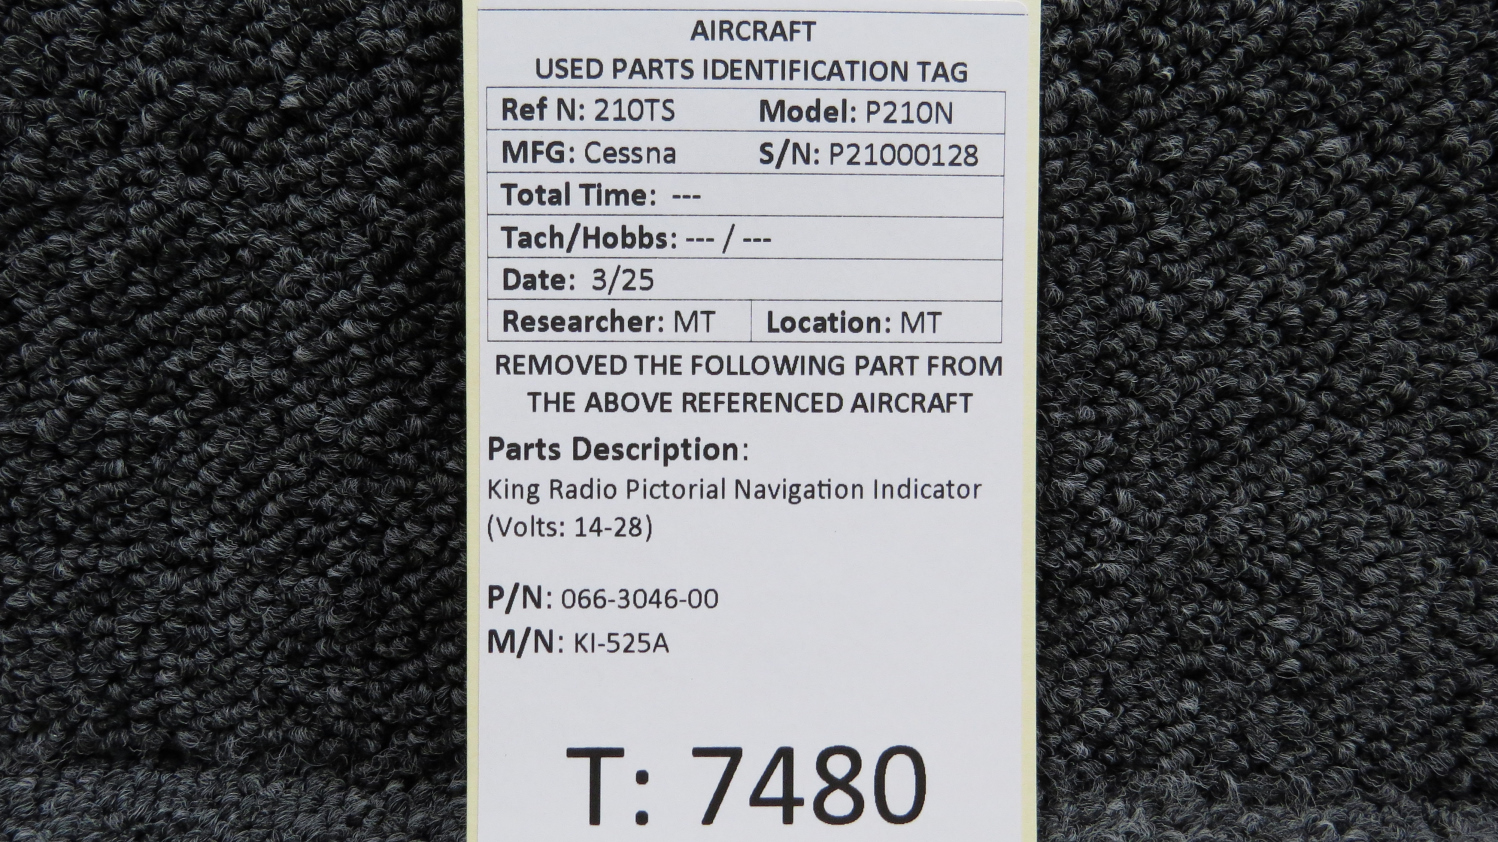 AIRCRAFT
USED PARTS IDENTIFICATION TAG
Ref N: 210TS Model: P210N
MFG: Cessna S/N: P21000128
Total Time: ---
Tach/Hobbs: --- / ---
Date: 3/25
Researcher: MT Location: MT
REMOVED THE FOLLOWING PART FROM
THE ABOVE REFERENCED AIRCRAFT
Parts Description:
King Radio Pictorial Navigation Indicator
(Volts: 14-28)
P/N: 066-3046-00
M/N: KI-525A
T: 7480